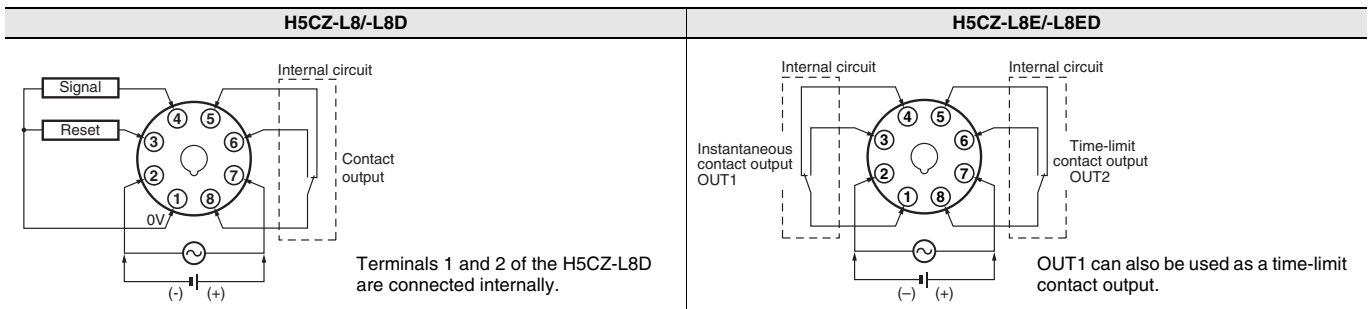 H5CZ-L8/-L8D
Signal
Reset
Internal circuit
4
5
3
6
2
7
1
8
0V
Contact
output
(-)
(+)
Terminals 1 and 2 of the H5CZ-L8D
are connected internally.
H5CZ-L8E/-L8ED
Internal circuit
Internal circuit
Instantaneous
contact output
OUT1
4
5
3
6
2
7
1
8
Time-limit
contact output
OUT2
(–)
(+)
OUT1 can also be used as a time-limit
contact output.